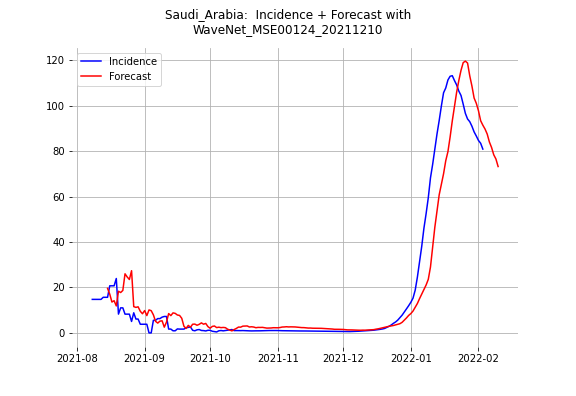 Saudi_Arabia:  Incidence + Forecast with
WaveNet_MSE00124_20211210
Incidence
Forecast
120
100
80
60
40
20
0
2021-08 2021-09 2021-10 2021-11 2021-12 2022-01 2022-02